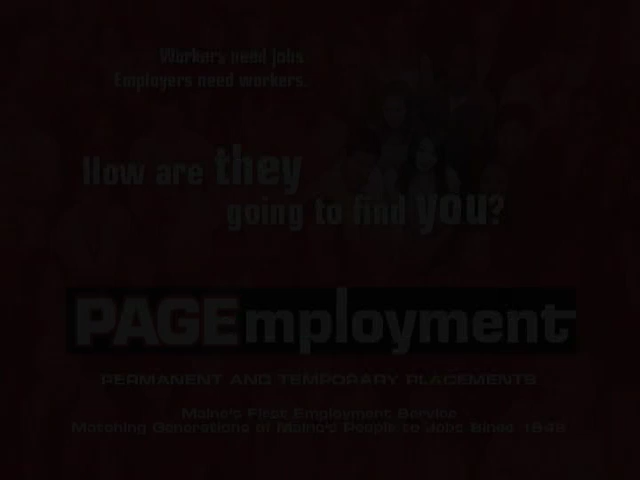 Workers need jobs.
Employers need workers.
How are they
going to find you?
PAGEmployment
PERMANENT AND TEMPORARY PLACEMENTS
Maine's First Employment Service
Matching Generations of Maine's People to Jobs Since 1948